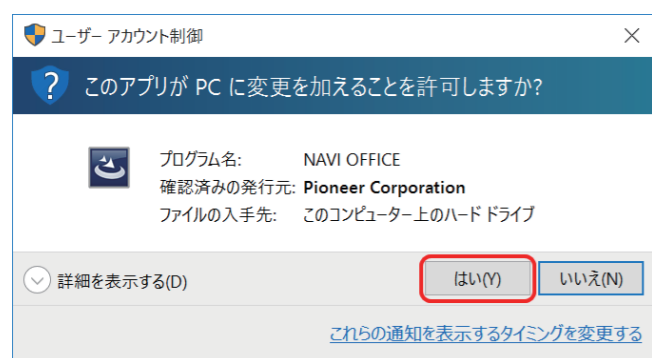 ユーザー アカウント制御
このアプリが PC に変更を加えることを許可しますか?
プログラム名: NAVI OFFICE
確認済みの発行元: Pioneer Corporation
ファイルの入手先: このコンピューター上のハード ドライブ
詳細を表示する(D) はい(Y) いいえ(N)
これらの通知を表示するタイミングを変更する